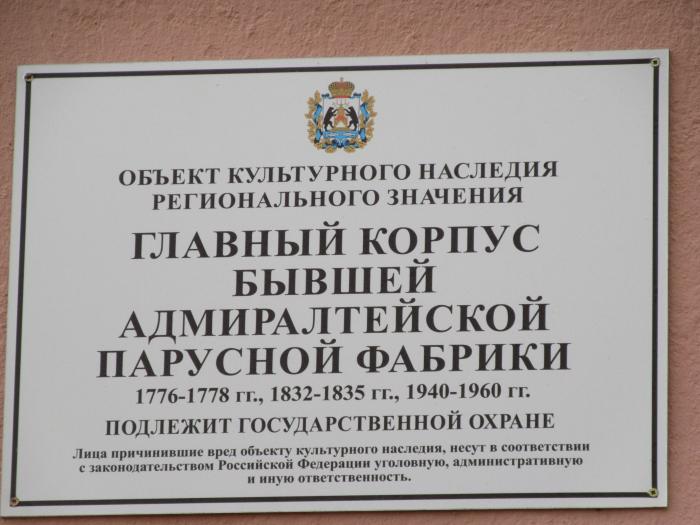 ОБЪЕКТ КУЛЬТУРНОГО НАСЛЕДИЯ
РЕГИОНАЛЬНОГО ЗНАЧЕНИЯ
ГЛАВНЫЙ КОРПУС
БЫВШЕЙ
АДМИРАЛТЕЙСКОЙ
ПАРУСНОЙ ФАБРИКИ
1776-1778 гг., 1832-1835 гг., 1940-1960 гг.
ПОДЛЕЖИТ ГОСУДАРСТВЕННОЙ ОХРАНЕ
Лица причинившие вред объекту культурного наследия, несут в соответствии
с законодательством Российской Федерации уголовную, административную
и иную ответственность.